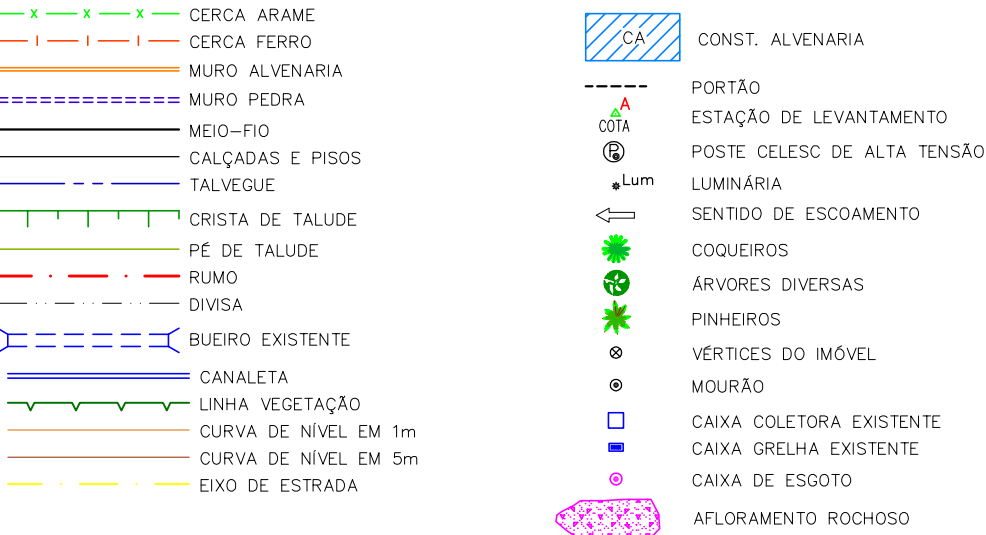 CERCA ARAME
CERCA FERRO
MURO ALVENARIA
MURO PEDRA
MEIO-FIO
CALÇADAS E PISOS
TALVEGUE
CRISTA DE TALUDE
PÉ DE TALUDE
RUMO
DIVISA
BUEIRO EXISTENTE
CANALETA
LINHA VEGETAÇÃO
CURVA DE NÍVEL EM 1m
CURVA DE NÍVEL EM 5m
EIXO DE ESTRADA
CA CONST. ALVENARIA
PORTÃO
A
COTA ESTAÇÃO DE LEVANTAMENTO
P POSTE CELESC DE ALTA TENSÃO
Lum LUMINÁRIA
SENTIDO DE ESCOAMENTO
COQUEIROS
ÁRVORES DIVERSAS
PINHEIROS
VÉRTICES DO IMÓVEL
MOURÃO
CAIXA COLETORA EXISTENTE
CAIXA GRELHA EXISTENTE
CAIXA DE ESGOTO
AFLORAMENTO ROCHOSO